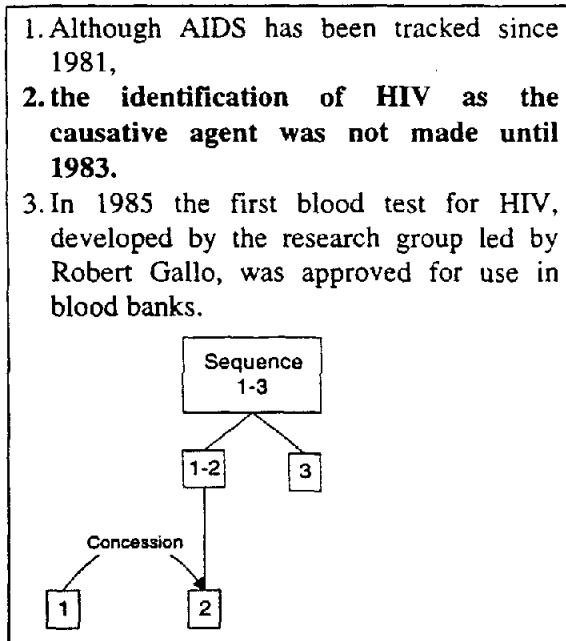 1. Although AIDS has been tracked since
1981,
2. the identification of HIV as the
causative agent was not made until
1983.
3. In 1985 the first blood test for HIV,
developed by the research group led by
Robert Gallo, was approved for use in
blood banks.
Sequence
1-3
1-2
3
Concession
1
2